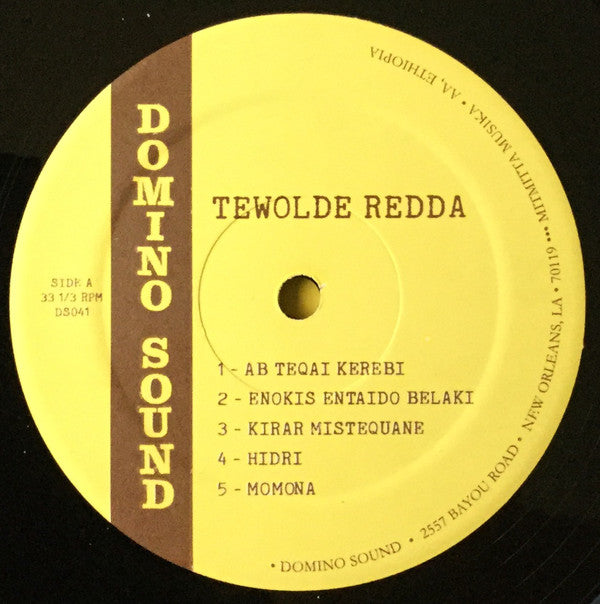 DOMINO SOUND
TEWOLDE REDDA
SIDE A
33 1/3 RPM
DS041
1 - AB TEQAI KEREBI
2 - ENOKIS ENTAIDO BELAKI
3 - KIRAR MISTEQUANE
4 - HIDRI
5 - MOMONA
• DOMINO SOUND • 2557 BAYOU ROAD • NEW ORLEANS, LA • 70119 ••• MITMITTA MUSIKA • AA, ETHIOPIA